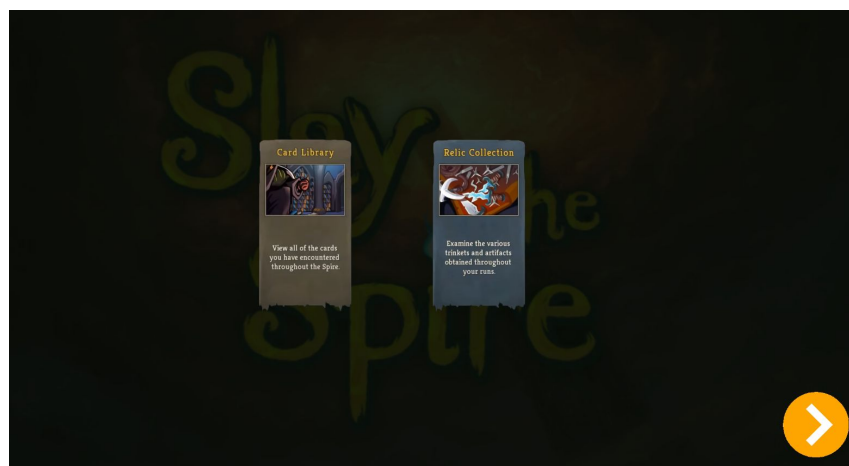 Slay
the
Spire
Card Library
View all of the cards
you have encountered
throughout the Spire.
Relic Collection
Examine the various
trinkets and artifacts
obtained throughout
your runs.